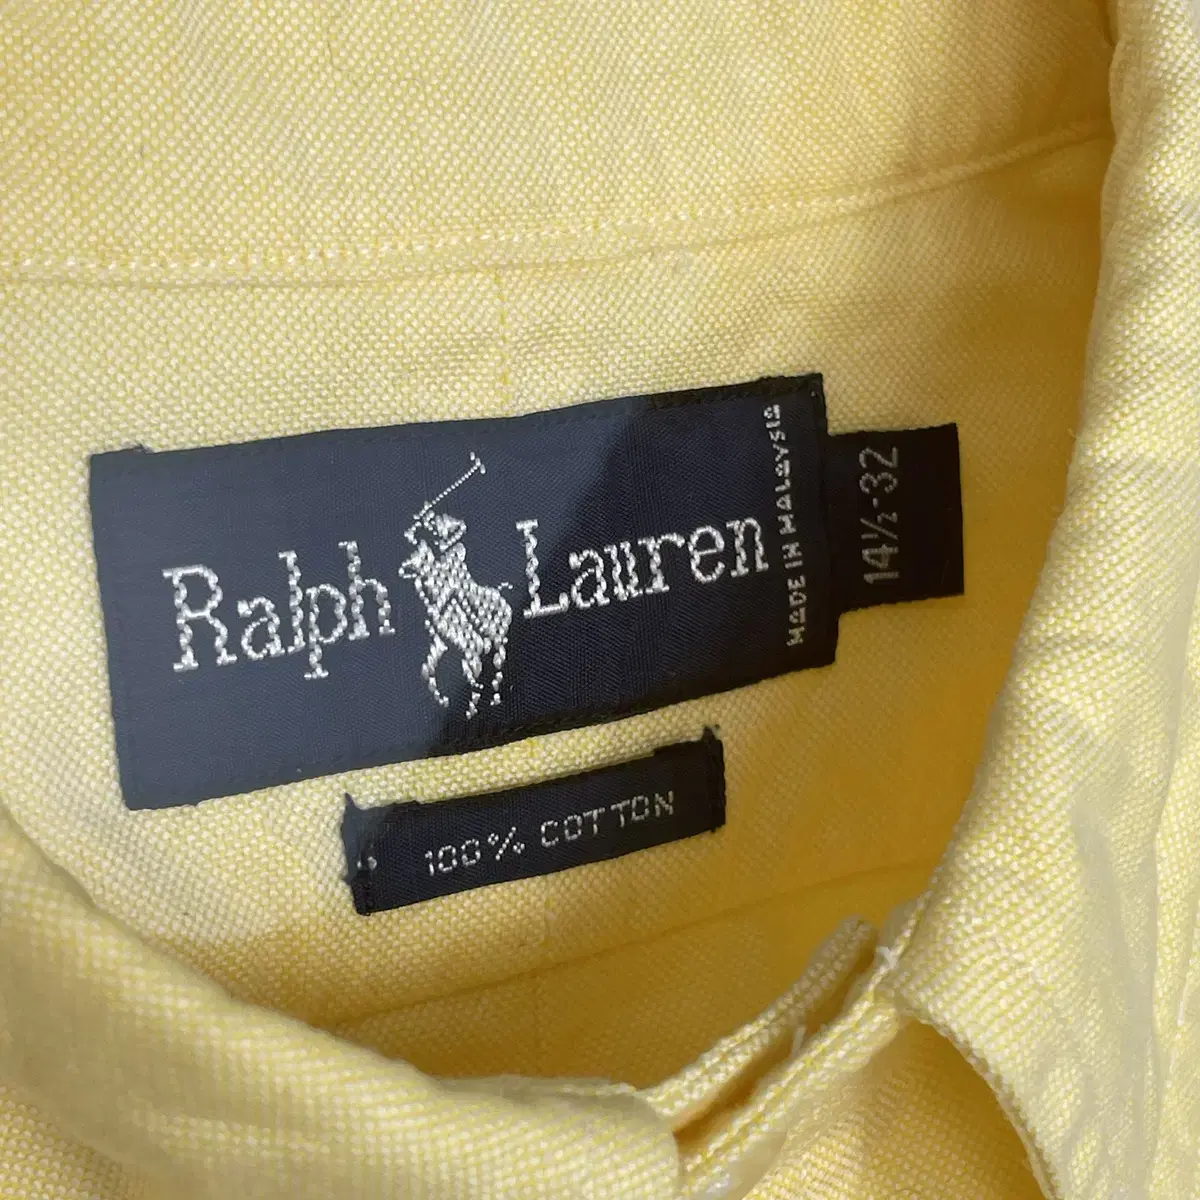 Ralph Lauren
MADE IN MALAYSIA
14½-32
100% COTTON